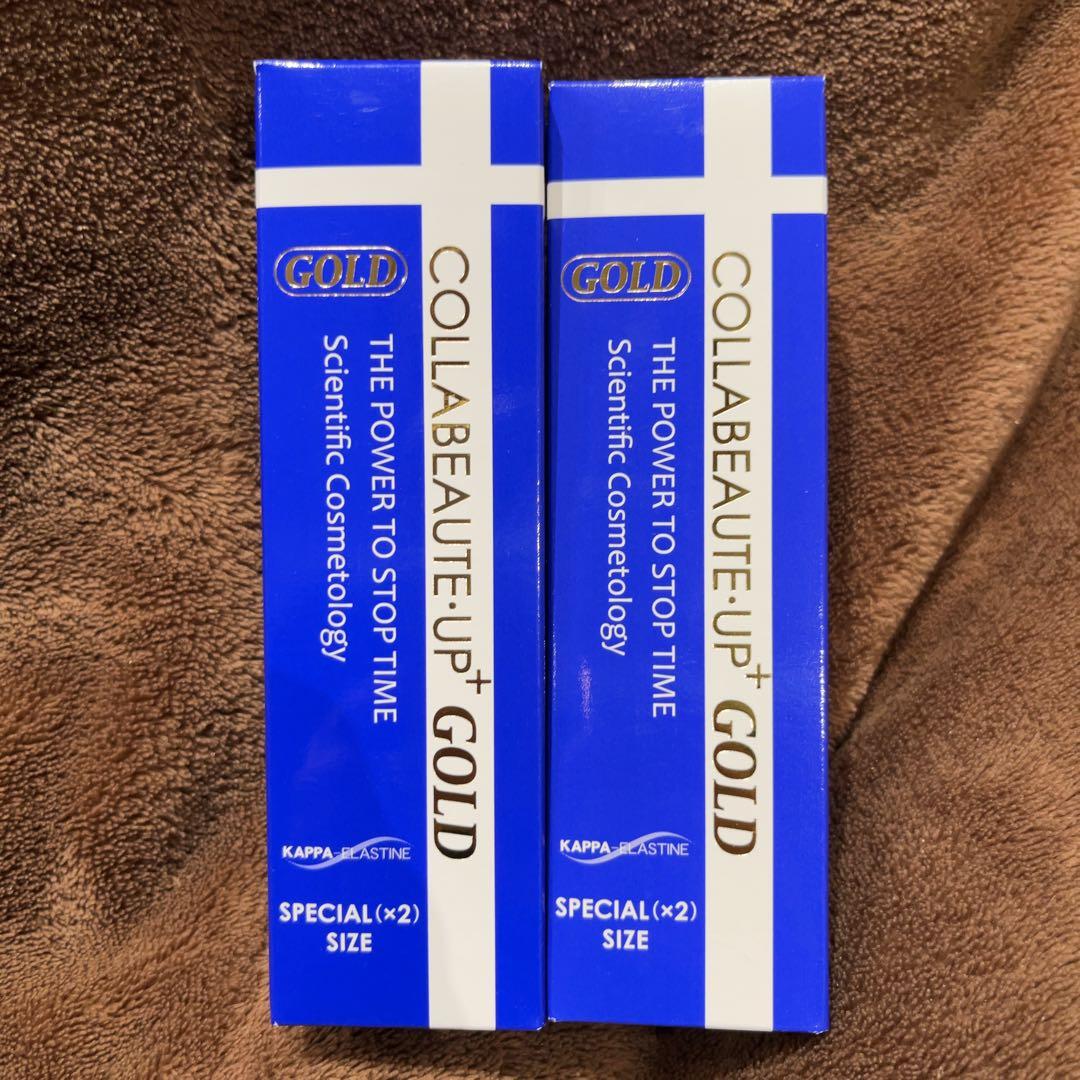 GOLD
COLLABEAUTE·UP+ GOLD
THE POWER TO STOP TIME
Scientific Cosmetology
KAPPA-ELASTINE
SPECIAL(×2)
SIZE
GOLD
COLLABEAUTE·UP+ GOLD
THE POWER TO STOP TIME
Scientific Cosmetology
KAPPA-ELASTINE
SPECIAL(×2)
SIZE